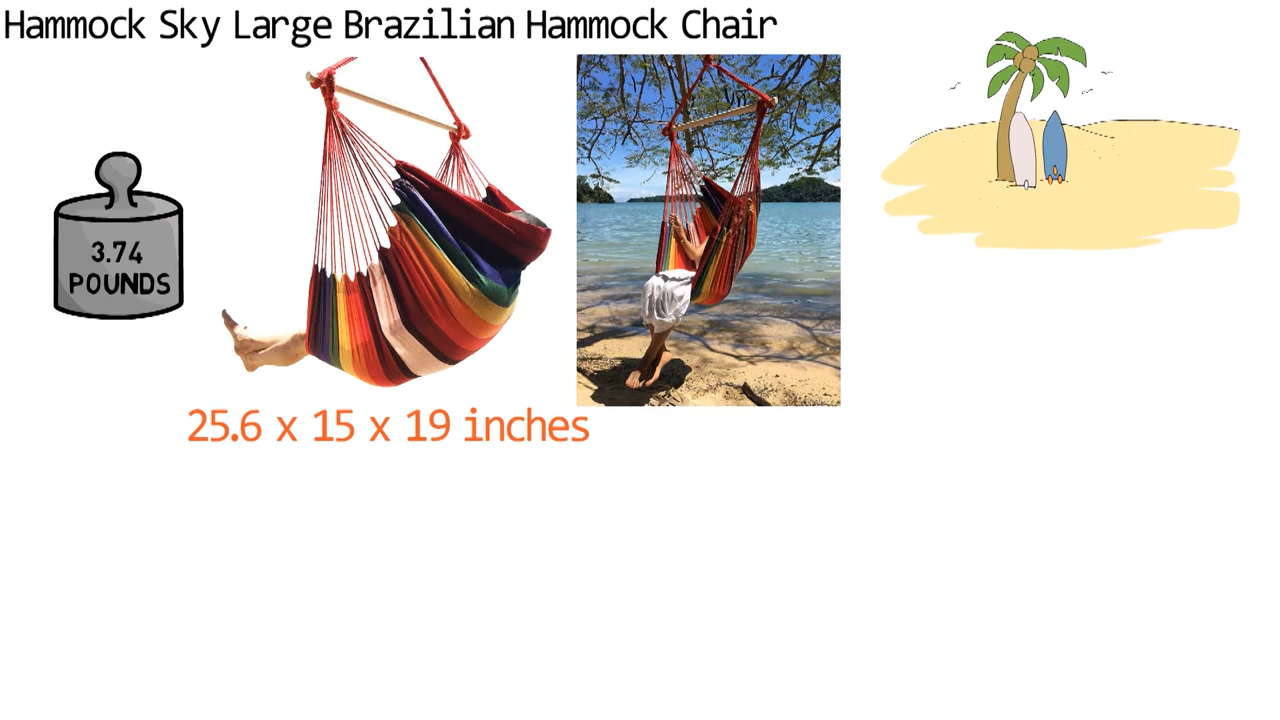 Hammock Sky Large Brazilian Hammock Chair
3.74
POUNDS
25.6 x 15 x 19 inches